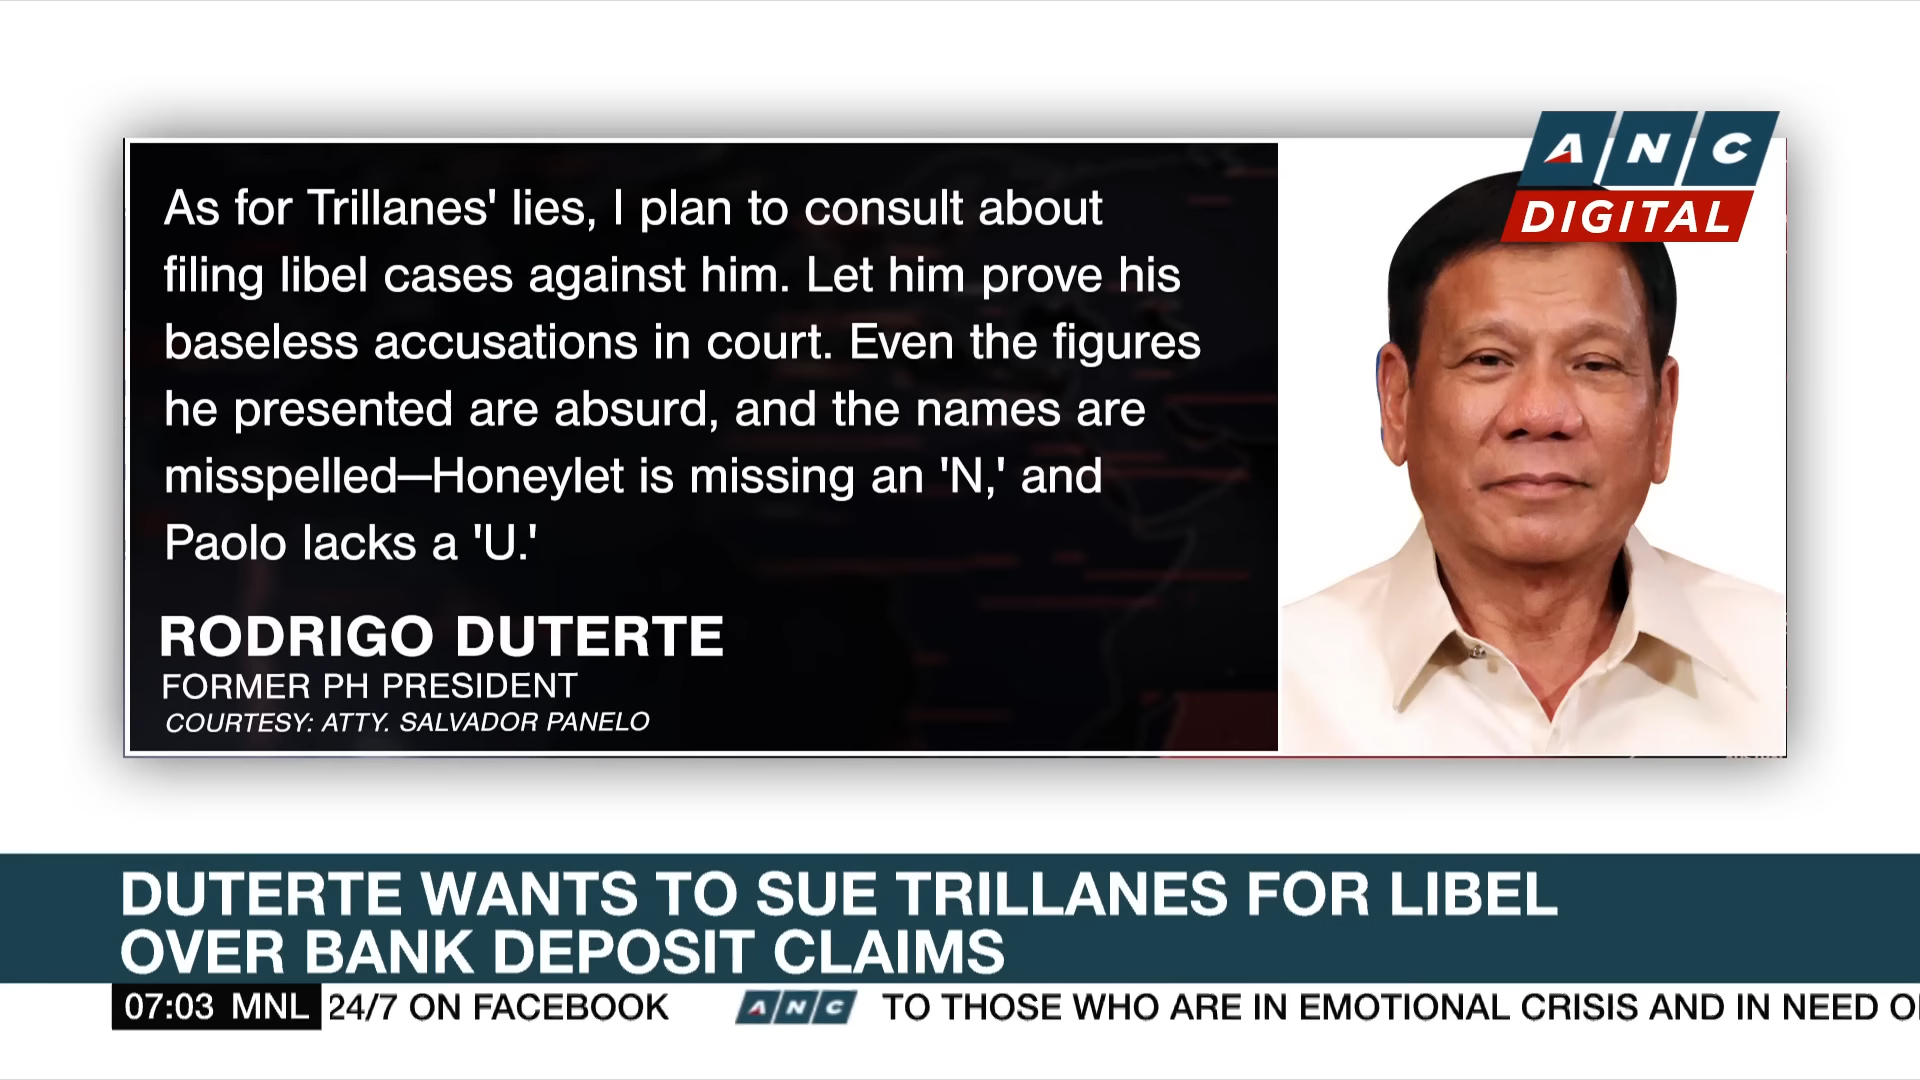 ANC
DIGITAL
As for Trillanes' lies, I plan to consult about
filing libel cases against him. Let him prove his
baseless accusations in court. Even the figures
he presented are absurd, and the names are
misspelled—Honeylet is missing an 'N,' and
Paolo lacks a 'U.'
RODRIGO DUTERTE
FORMER PH PRESIDENT
COURTESY: ATTY. SALVADOR PANELO
DUTERTE WANTS TO SUE TRILLANES FOR LIBEL
OVER BANK DEPOSIT CLAIMS
07:03 MNL 24/7 ON FACEBOOK ANC TO THOSE WHO ARE IN EMOTIONAL CRISIS AND IN NEED